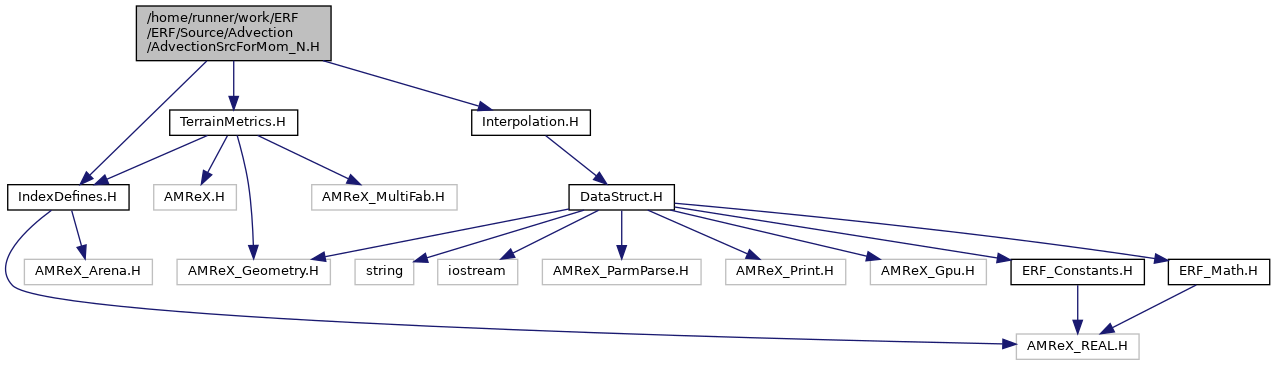 /home/runner/work/ERF
/ERF/Source/Advection
/AdvectionSrcForMom_N.H
TerrainMetrics.H
Interpolation.H
IndexDefines.H
AMReX.H
AMReX_MultiFab.H
DataStruct.H
AMReX_Arena.H
AMReX_Geometry.H
string
iostream
AMReX_ParmParse.H
AMReX_Print.H
AMReX_Gpu.H
ERF_Constants.H
ERF_Math.H
AMReX_REAL.H